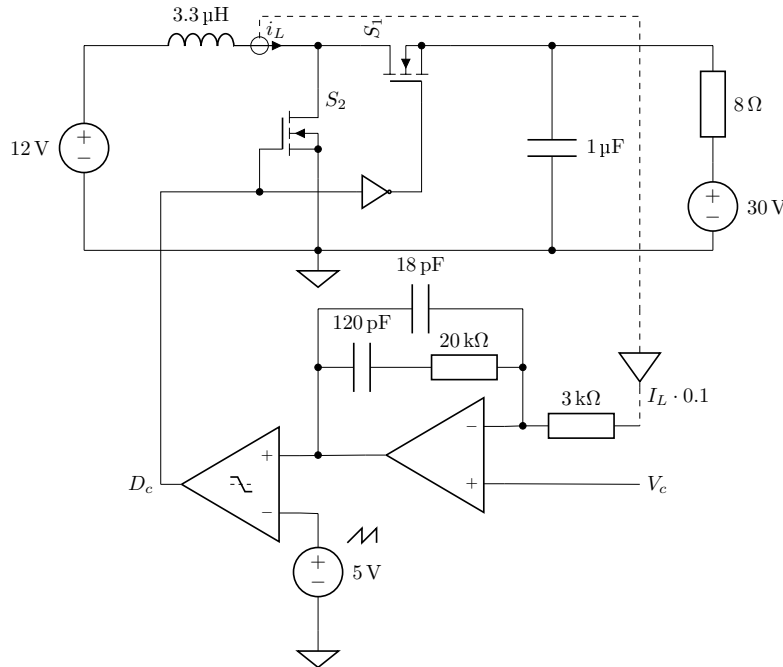 3.3 µH
i_L
S_1
S_2
8 Ω
12 V
+
−
1 µF
+
−
30 V
18 pF
120 pF
20 kΩ
3 kΩ
I_L · 0.1
−
+
+
−
D_c
V_c
+
−
5 V